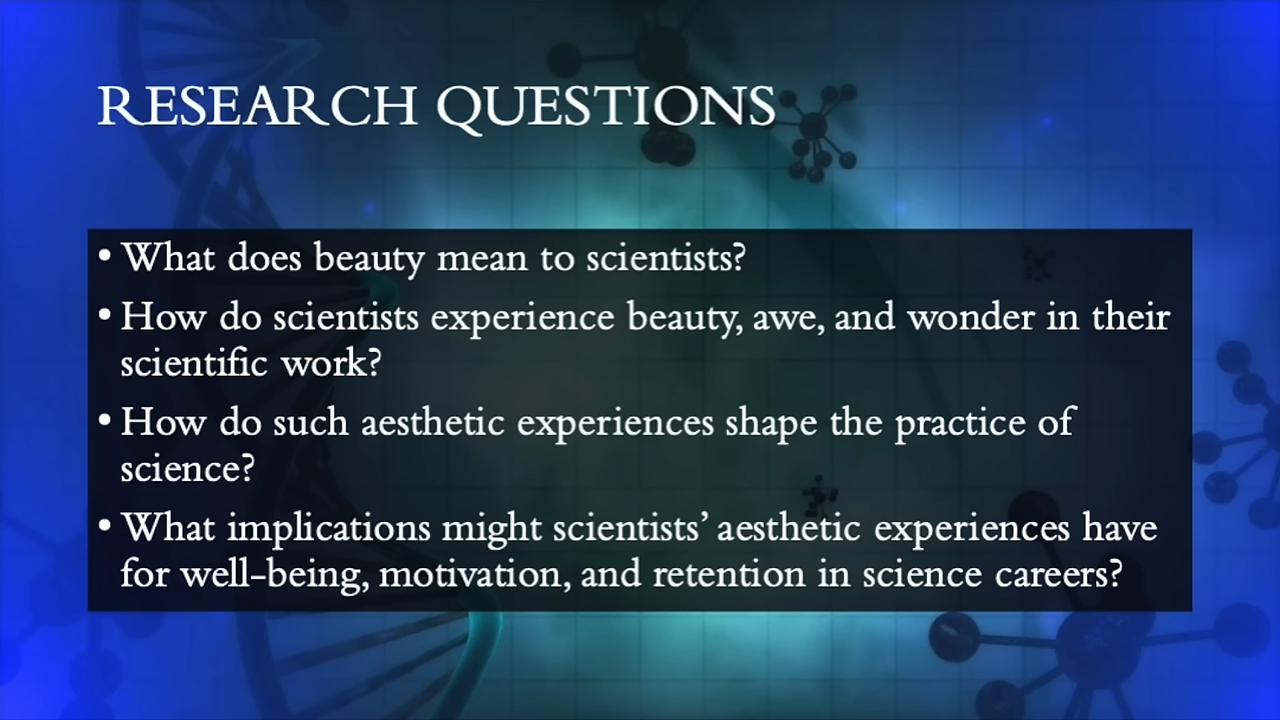 RESEARCH QUESTIONS
• What does beauty mean to scientists?
• How do scientists experience beauty, awe, and wonder in their
scientific work?
• How do such aesthetic experiences shape the practice of
science?
• What implications might scientists’ aesthetic experiences have
for well-being, motivation, and retention in science careers?